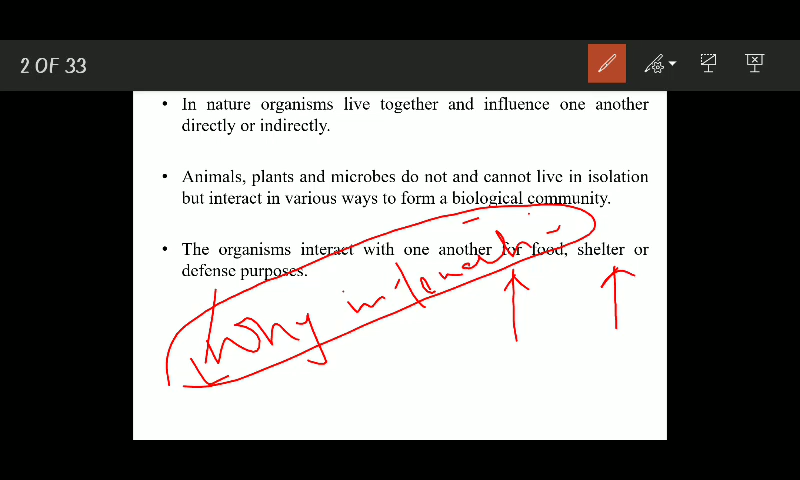 2 OF 33
• In nature organisms live together and influence one another
directly or indirectly.
• Animals, plants and microbes do not and cannot live in isolation
but interact in various ways to form a biological community.
• The organisms interact with one another for food, shelter or
defense purposes.